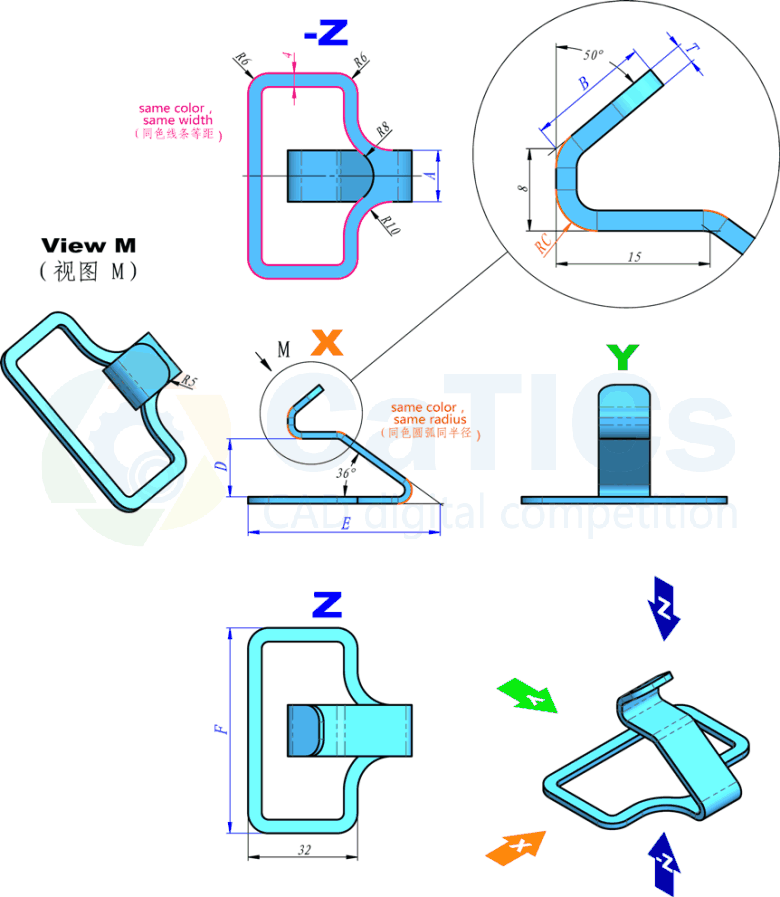 -Z
R6
4
R6
same color ,
same width
(同色线条等距)
R8
A
R10
50°
B
T
8
RC
15
View M
(视图 M)
R5
M
X
same color ,
same radius
(同色圆弧同半径)
D
36°
E
Y
CaTICs
CAD digital competition
Z
F
32
Z
Y
X
-Z